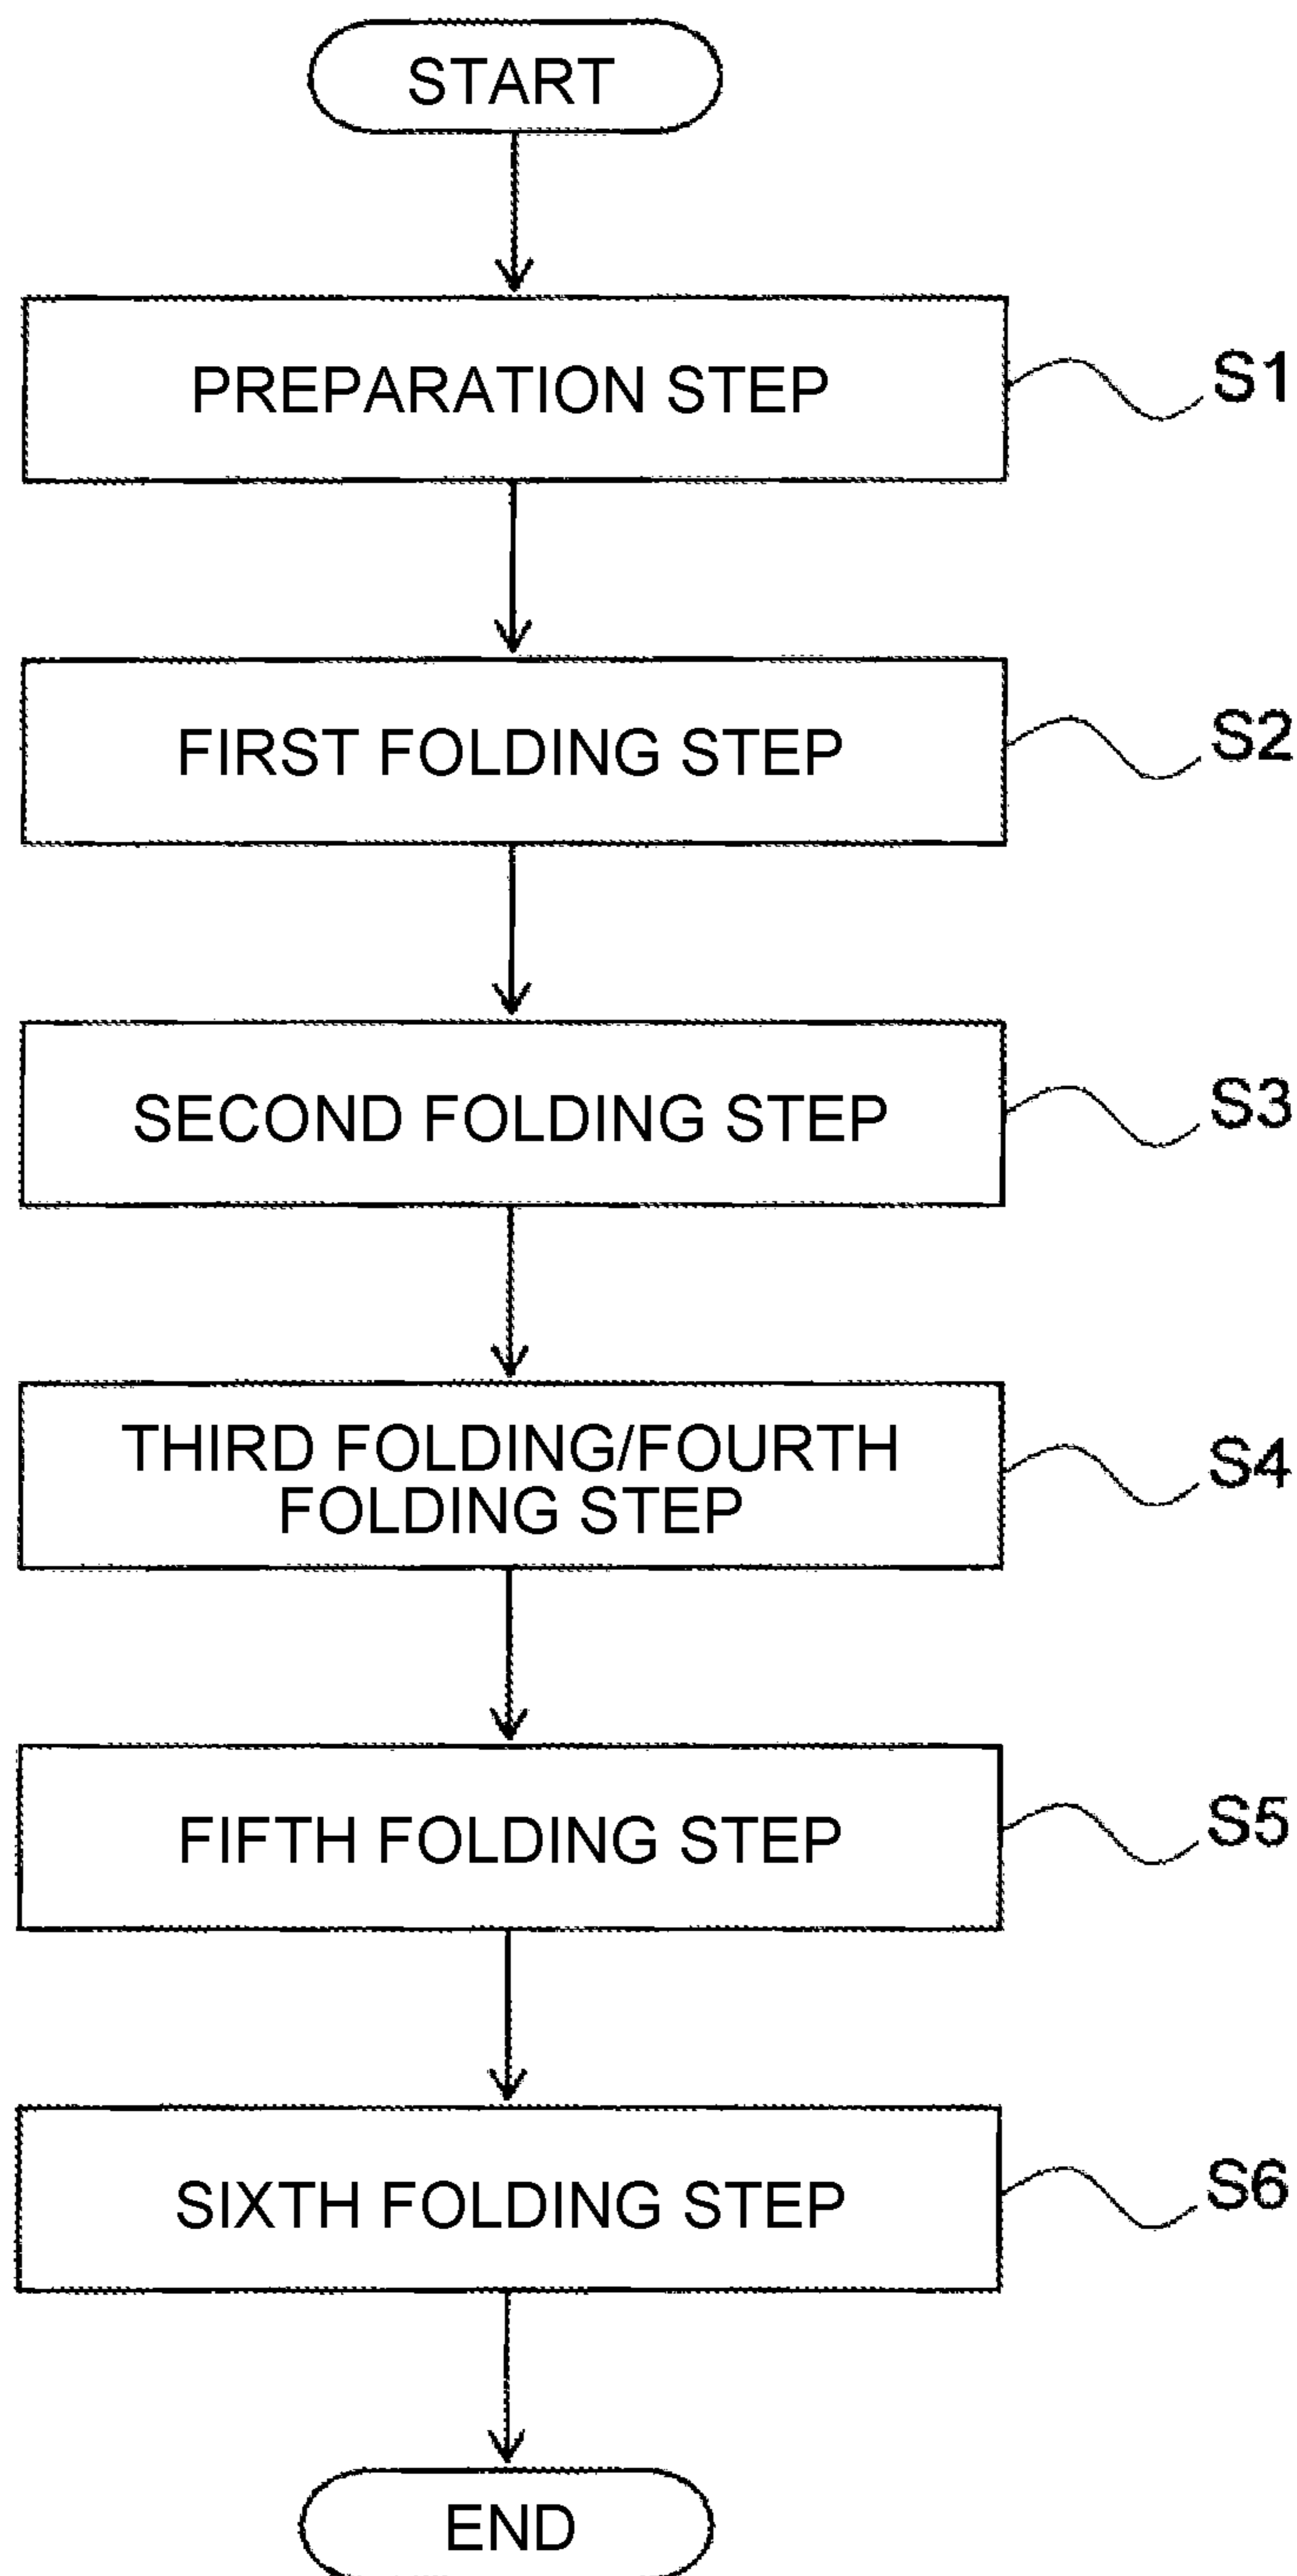 START
PREPARATION STEP
S1
FIRST FOLDING STEP
S2
SECOND FOLDING STEP
S3
THIRD FOLDING/FOURTH
FOLDING STEP
S4
FIFTH FOLDING STEP
S5
SIXTH FOLDING STEP
S6
END